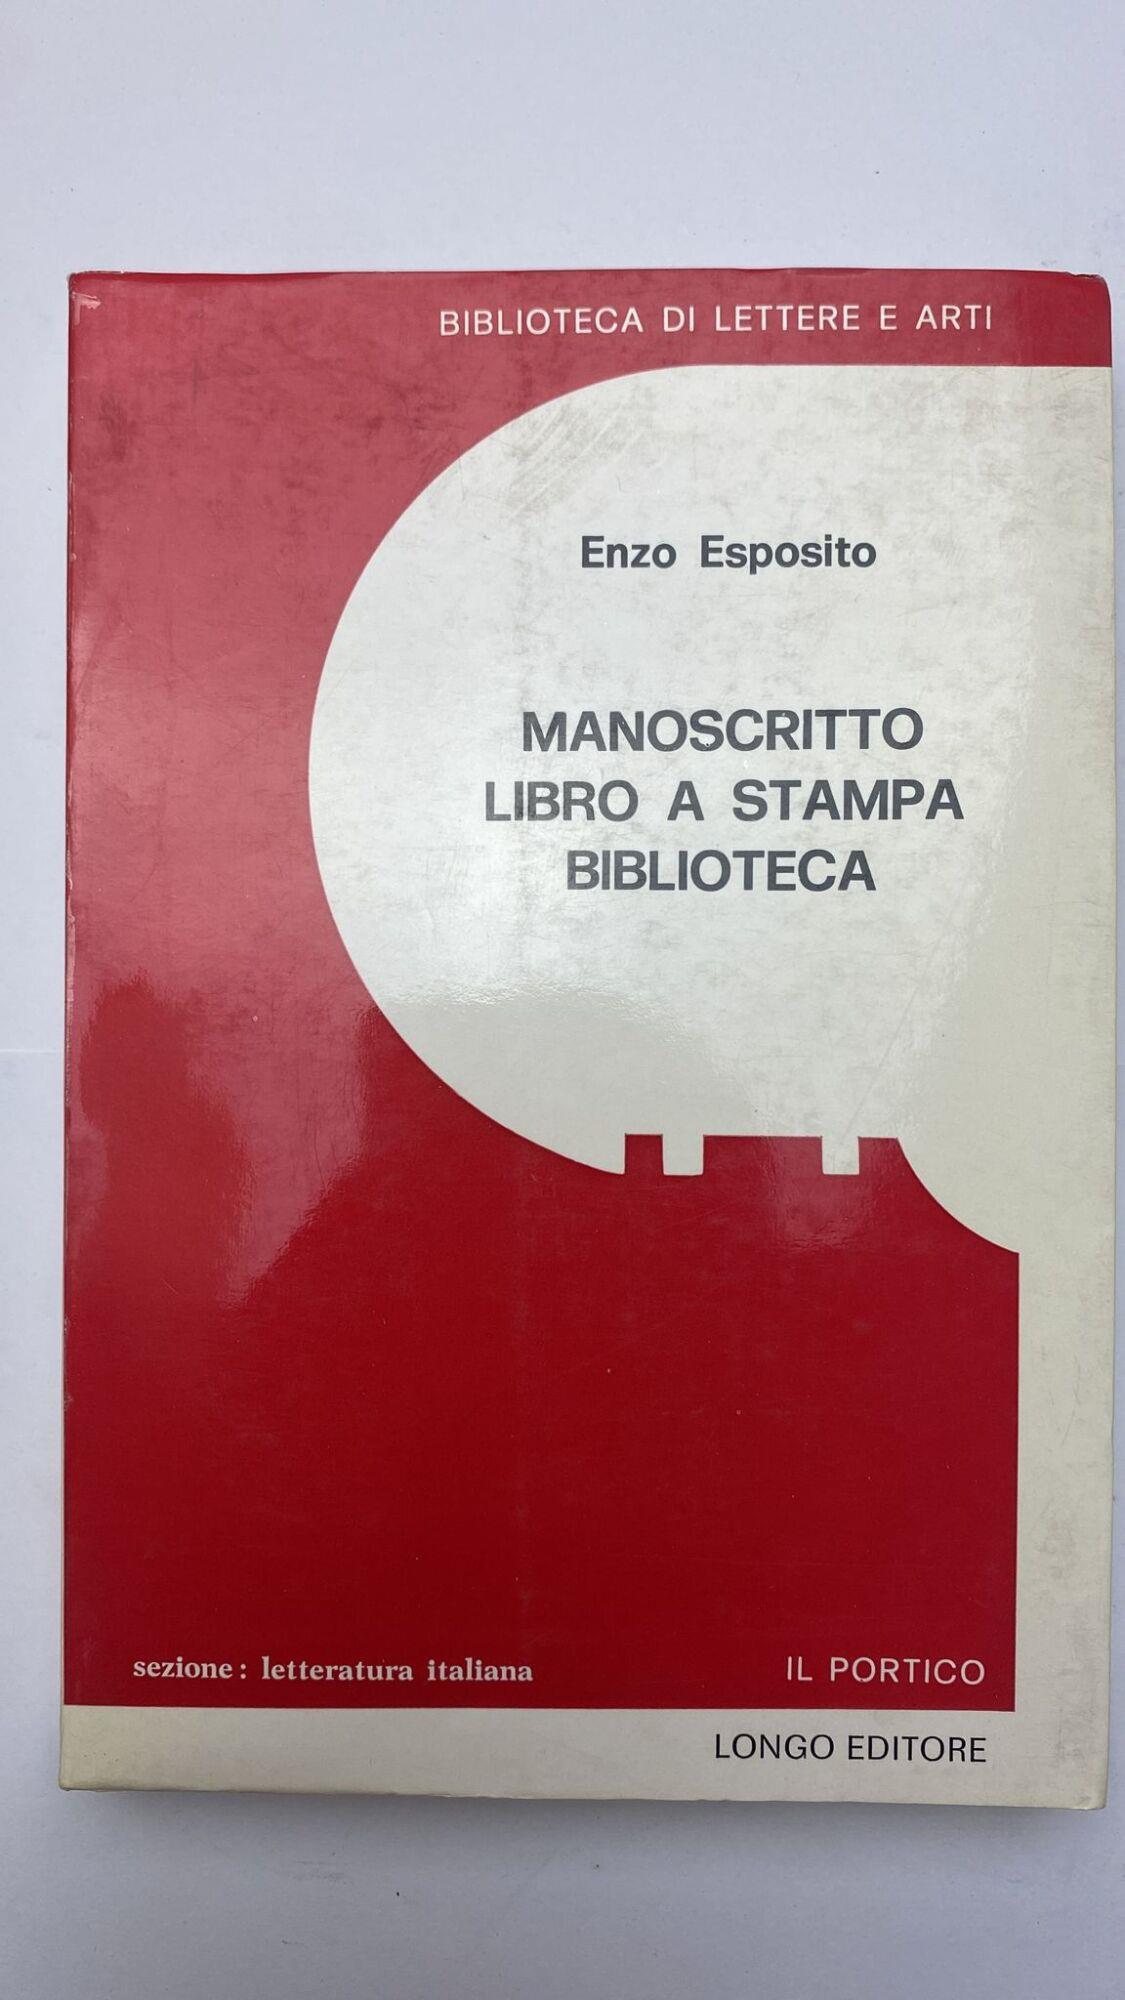 BIBLIOTECA DI LETTERE E ARTI
Enzo Esposito
MANOSCRITTO
LIBRO A STAMPA
BIBLIOTECA
sezione: letteratura italiana
IL PORTICO
LONGO EDITORE